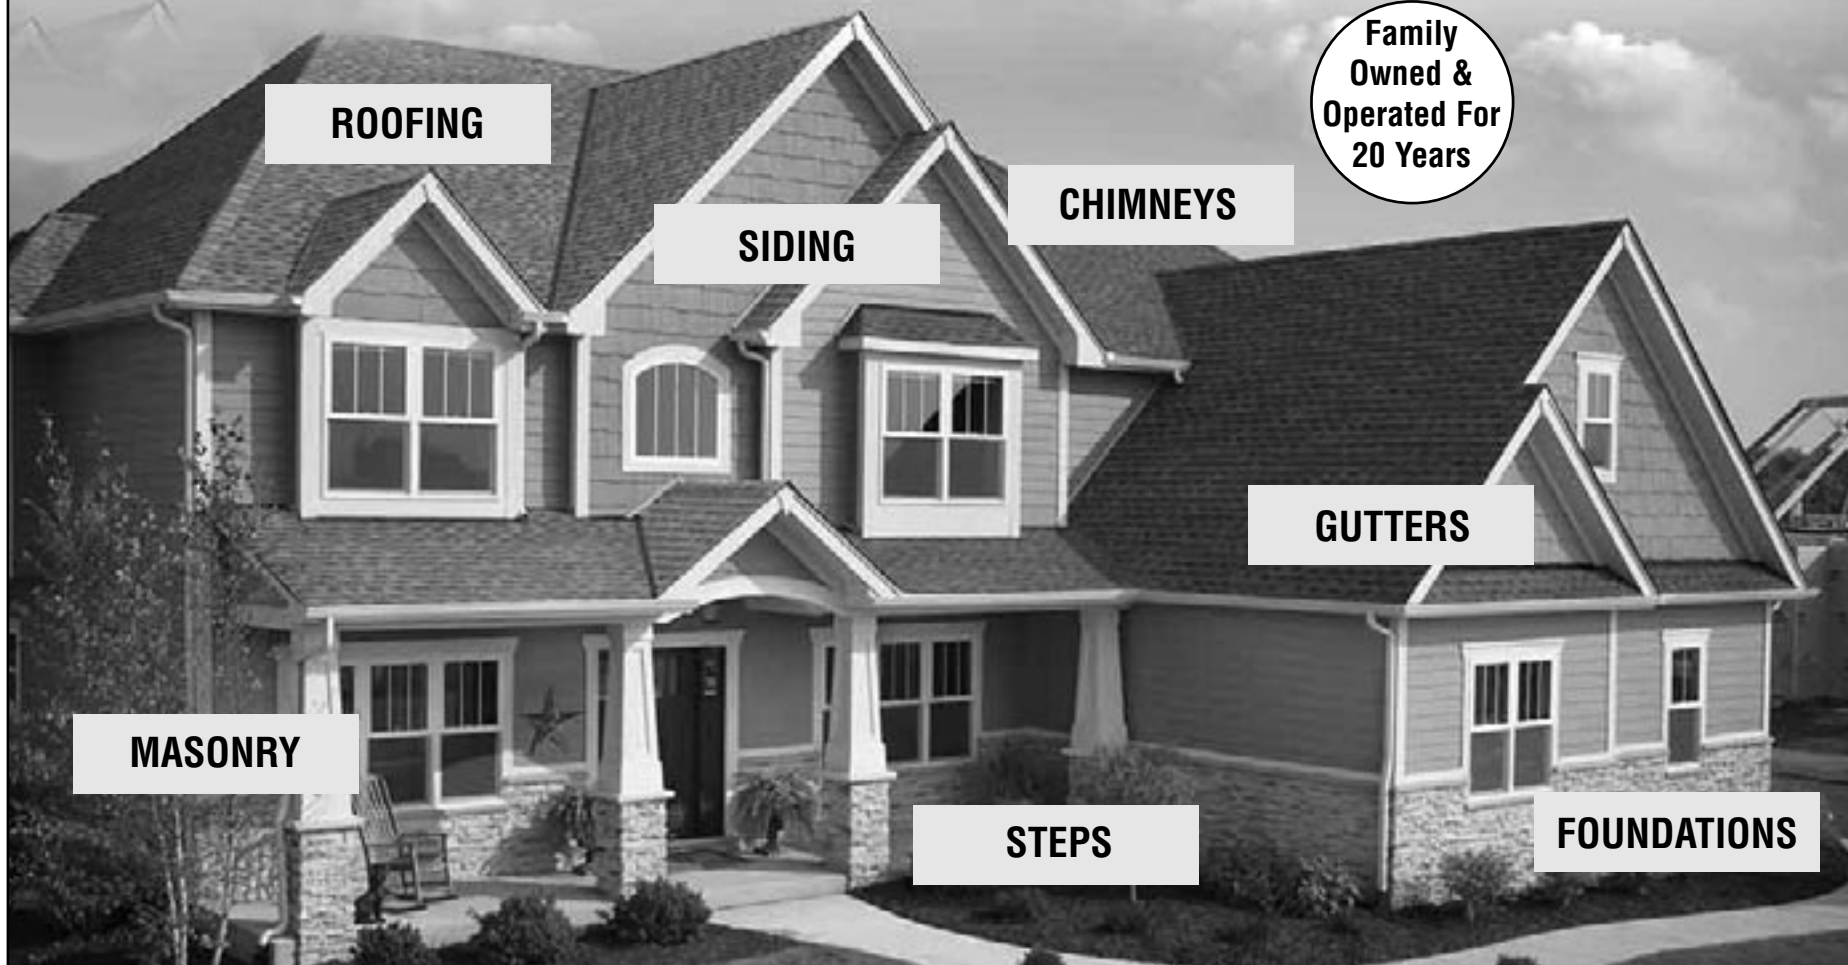 Family
Owned &
Operated For
20 Years
ROOFING
CHIMNEYS
SIDING
GUTTERS
MASONRY
STEPS
FOUNDATIONS